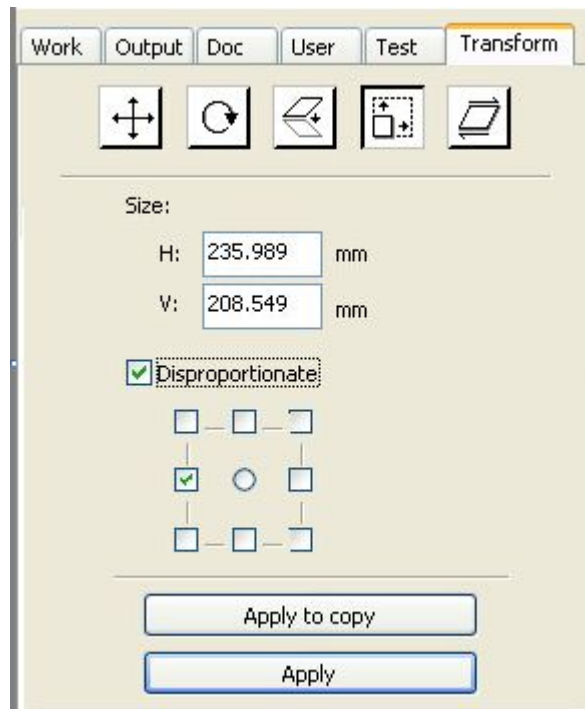 Work Output Doc User Test Transform
Size:
H: 235.989 mm
V: 208.549 mm
Disproportionate
Apply to copy
Apply